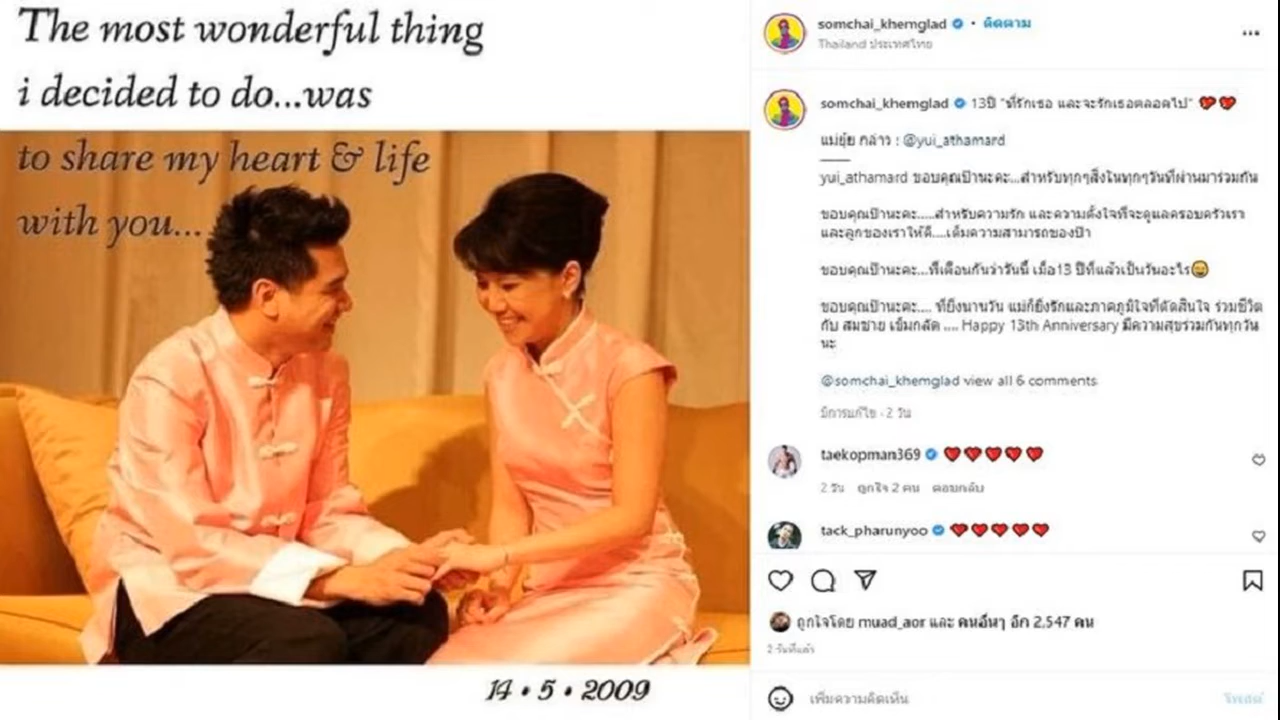 The most wonderful thing
i decided to do...was
to share my heart & life
with you...
14 • 5 • 2009
somchai_khemglad • ติดตาม
Thailand ประเทศไทย
somchai_khemglad 13ปี "ที่รักเธอ และจะรักเธอตลอดไป"
แม่ยุ้ย กล่าว : @yui_athamard
yui_athamard ขอบคุณป๊านะคะ...สำหรับทุกๆสิ่งในทุกๆวันที่ผ่านมาร่วมกัน
ขอบคุณป๊านะคะ.....สำหรับความรัก และความตั้งใจที่จะดูแลครอบครัวเรา
และลูกของเราให้ดี....เต็มความสามารถของป๊า
ขอบคุณป๊านะคะ...ที่เตือนกันว่าวันนี้ เมื่อ13 ปีที่แล้วเป็นวันอะไร
ขอบคุณป๊านะคะ.... ที่ยิ่งนานวัน แม่ก็ยิ่งรักและภาคภูมิใจที่ตัดสินใจ ร่วมชีวิต
กับ สมชาย เข็มกลัด .... Happy 13th Anniversary มีความสุขร่วมกันทุกวัน
นะ
@somchai_khemglad view all 6 comments
มีการแก้ไข · 2 วัน
taekopman369
2 วัน ถูกใจ 2 คน ตอบกลับ
tack_pharunyoo
ถูกใจโดย muad_aor และ คนอื่นๆ อีก 2,547 คน
2 วันที่แล้ว
เพิ่มความคิดเห็น
โพสต์